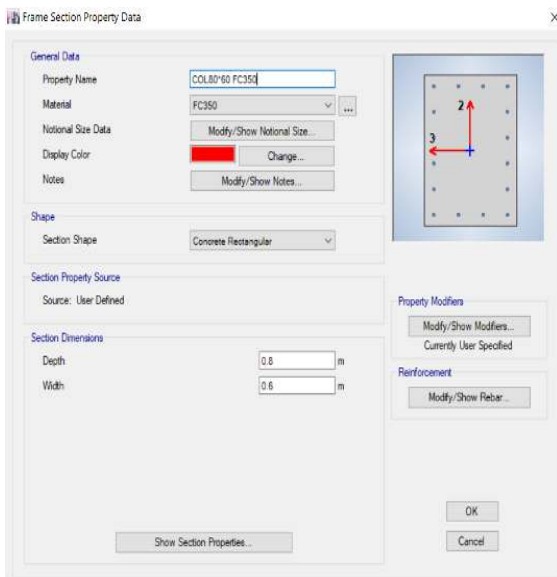 Frame Section Property Data
General Data
Property Name COL80*60 FC350
Material FC350 ...
Notional Size Data Modify/Show Notional Size...
Display Color Change...
Notes Modify/Show Notes...
2
3
Shape
Section Shape Concrete Rectangular
Section Property Source
Source: User Defined
Property Modifiers
Modify/Show Modifiers...
Currently User Specified
Section Dimensions
Depth 0.8 m
Width 0.6 m
Reinforcement
Modify/Show Rebar...
OK
Show Section Properties...
Cancel